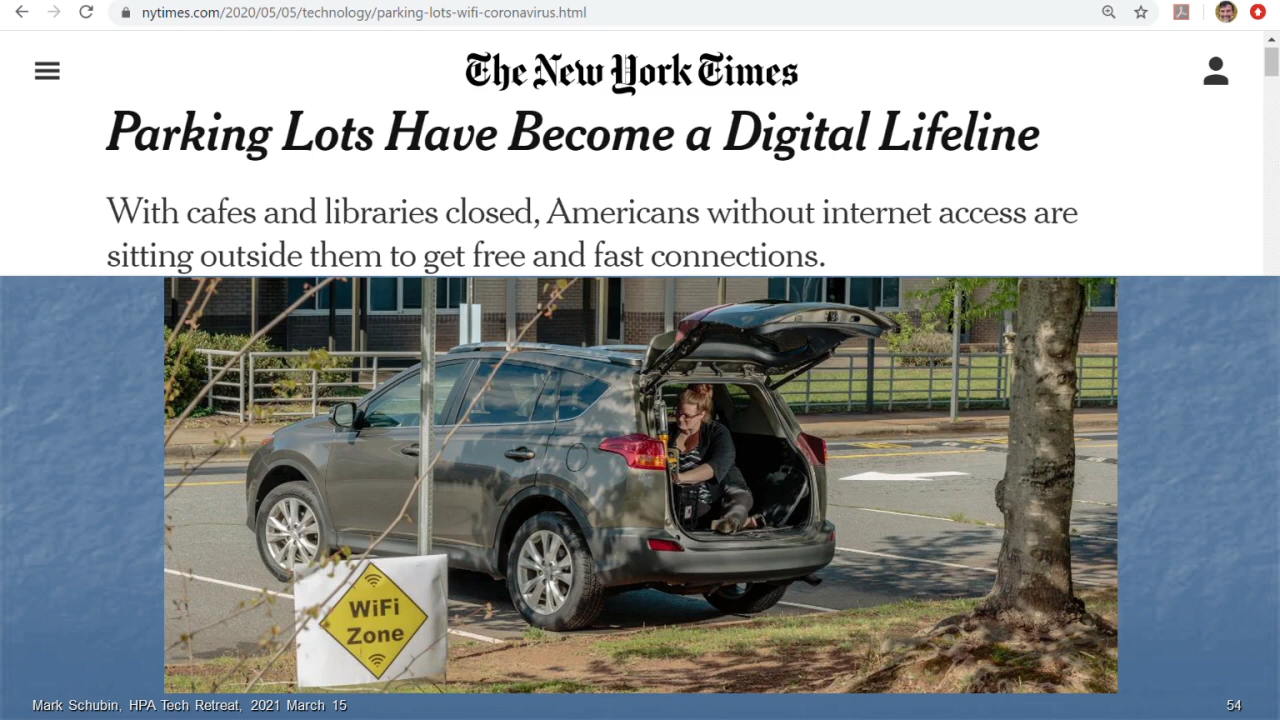 nytimes.com/2020/05/05/technology/parking-lots-wifi-coronavirus.html
The New York Times
Parking Lots Have Become a Digital Lifeline
With cafes and libraries closed, Americans without internet access are
sitting outside them to get free and fast connections.
WiFi
Zone
Mark Schubin, HPA Tech Retreat, 2021 March 15
54